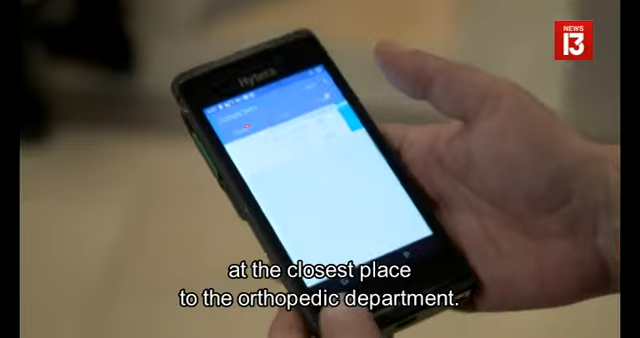 NEWS
13
Hytera
at the closest place
to the orthopedic department.